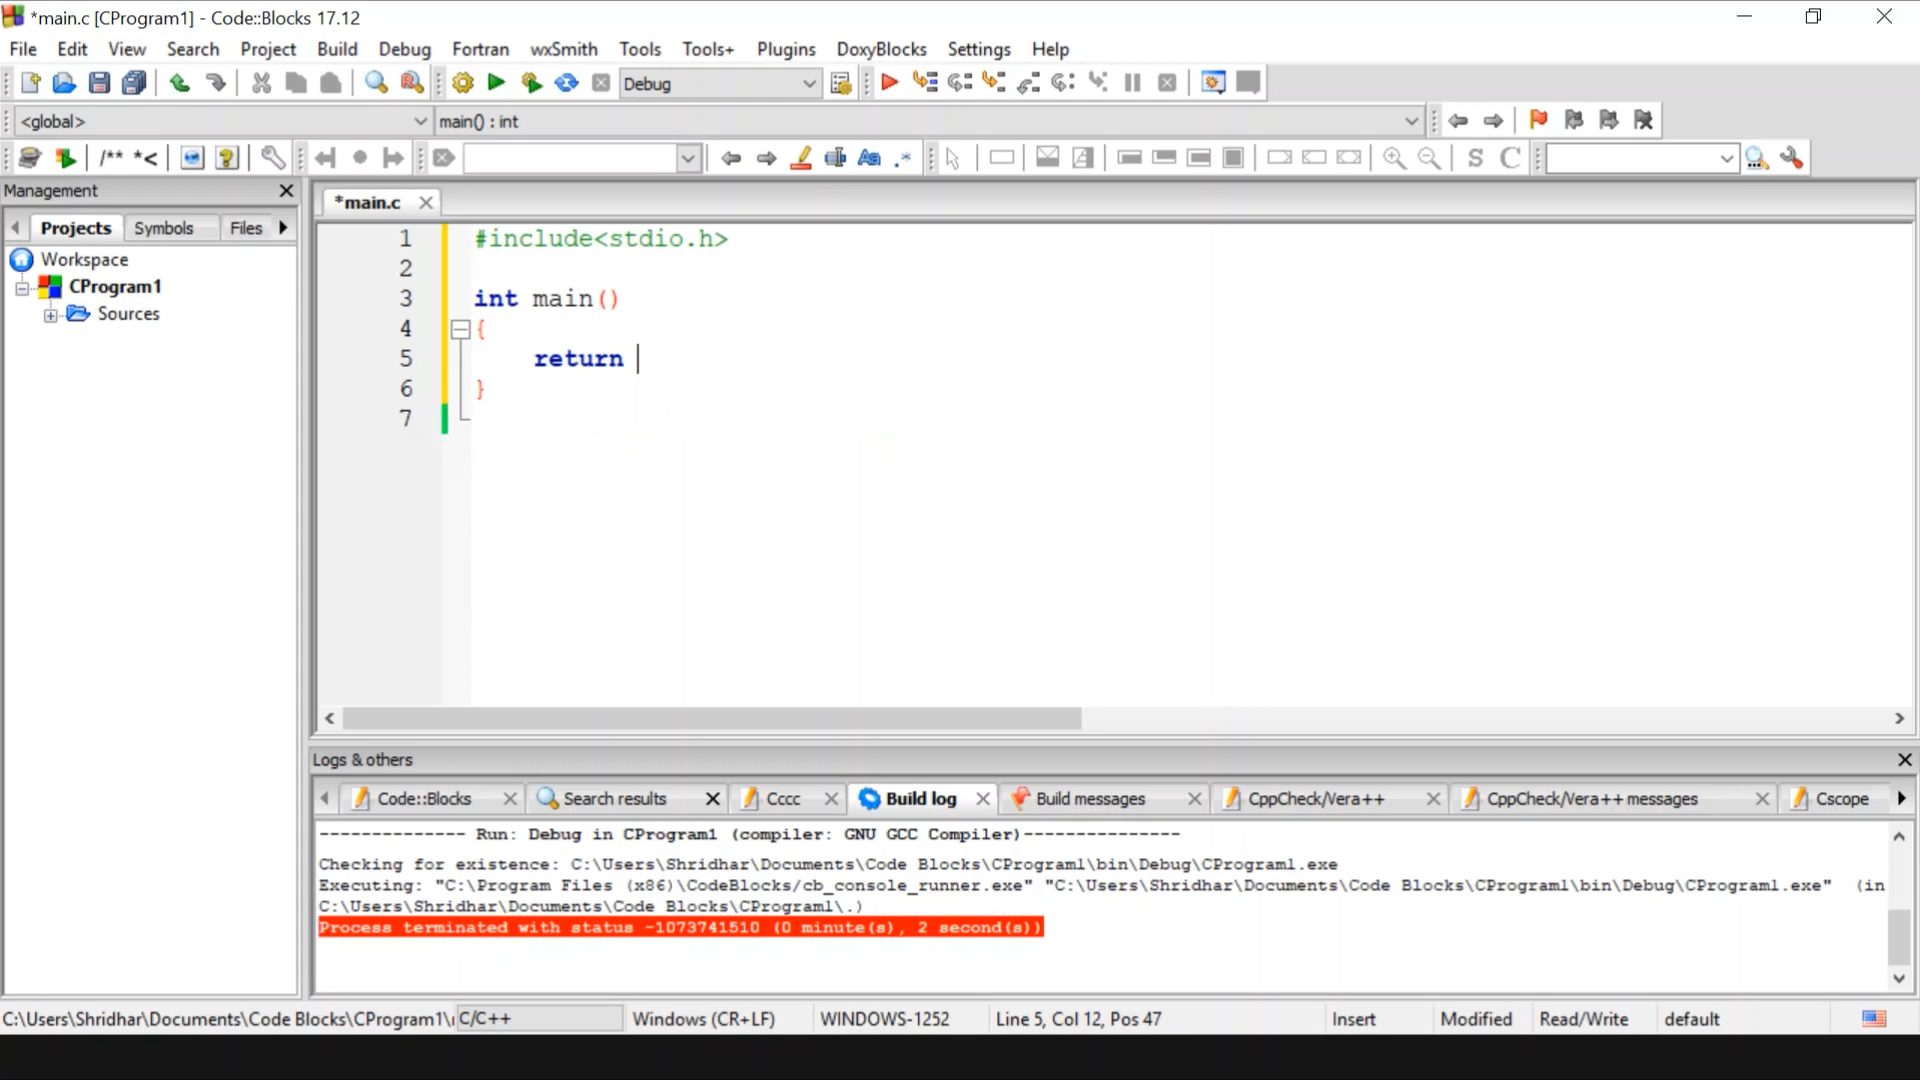 *main.c [CProgram1] - Code::Blocks 17.12
File Edit View Search Project Build Debug Fortran wxSmith Tools Tools+ Plugins DoxyBlocks Settings Help
Debug
<global> main() : int
/** *<
S C
Management
*main.c
Projects Symbols Files
1 #include<stdio.h>
Workspace
2
CProgram1
3 int main()
Sources
4 {
5 return
6 }
7
Logs & others
Code::Blocks Search results Cccc Build log Build messages CppCheck/Vera++ CppCheck/Vera++ messages Cscope
-------------- Run: Debug in CProgram1 (compiler: GNU GCC Compiler)---------------
Checking for existence: C:\Users\Shridhar\Documents\Code Blocks\CProgram1\bin\Debug\CProgram1.exe
Executing: "C:\Program Files (x86)\CodeBlocks/cb_console_runner.exe" "C:\Users\Shridhar\Documents\Code Blocks\CProgram1\bin\Debug\CProgram1.exe" (in
C:\Users\Shridhar\Documents\Code Blocks\CProgram1\.)
Process terminated with status -1073741510 (0 minute(s), 2 second(s))
C:\Users\Shridhar\Documents\Code Blocks\CProgram1\ C/C++ Windows (CR+LF) WINDOWS-1252 Line 5, Col 12, Pos 47 Insert Modified Read/Write default